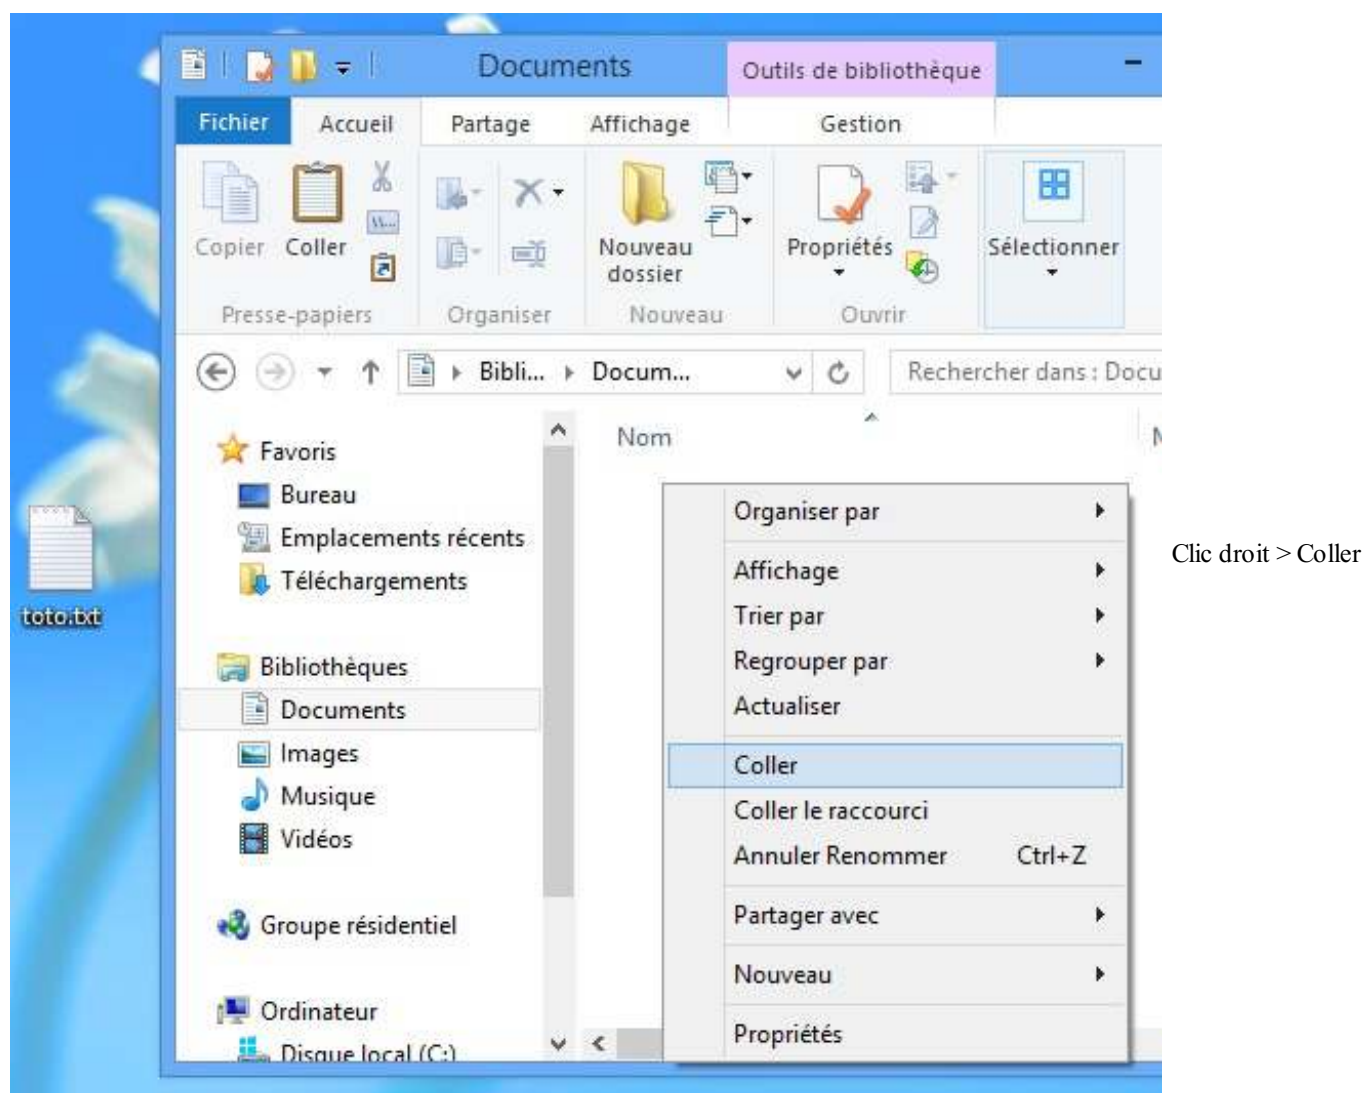 Documents
Outils de bibliothèque
Fichier Accueil Partage Affichage Gestion
Copier Coller
Nouveau dossier
Propriétés
Sélectionner
Presse-papiers Organiser Nouveau Ouvrir
Bibli... Docum...
Rechercher dans : Docu
Nom
Favoris
Bureau
Emplacements récents
Téléchargements
Bibliothèques
Documents
Images
Musique
Vidéos
Groupe résidentiel
Ordinateur
Disque local (C:)
toto.txt
Organiser par
Affichage
Trier par
Regrouper par
Actualiser
Coller
Coller le raccourci
Annuler Renommer Ctrl+Z
Partager avec
Nouveau
Propriétés
Clic droit > Coller